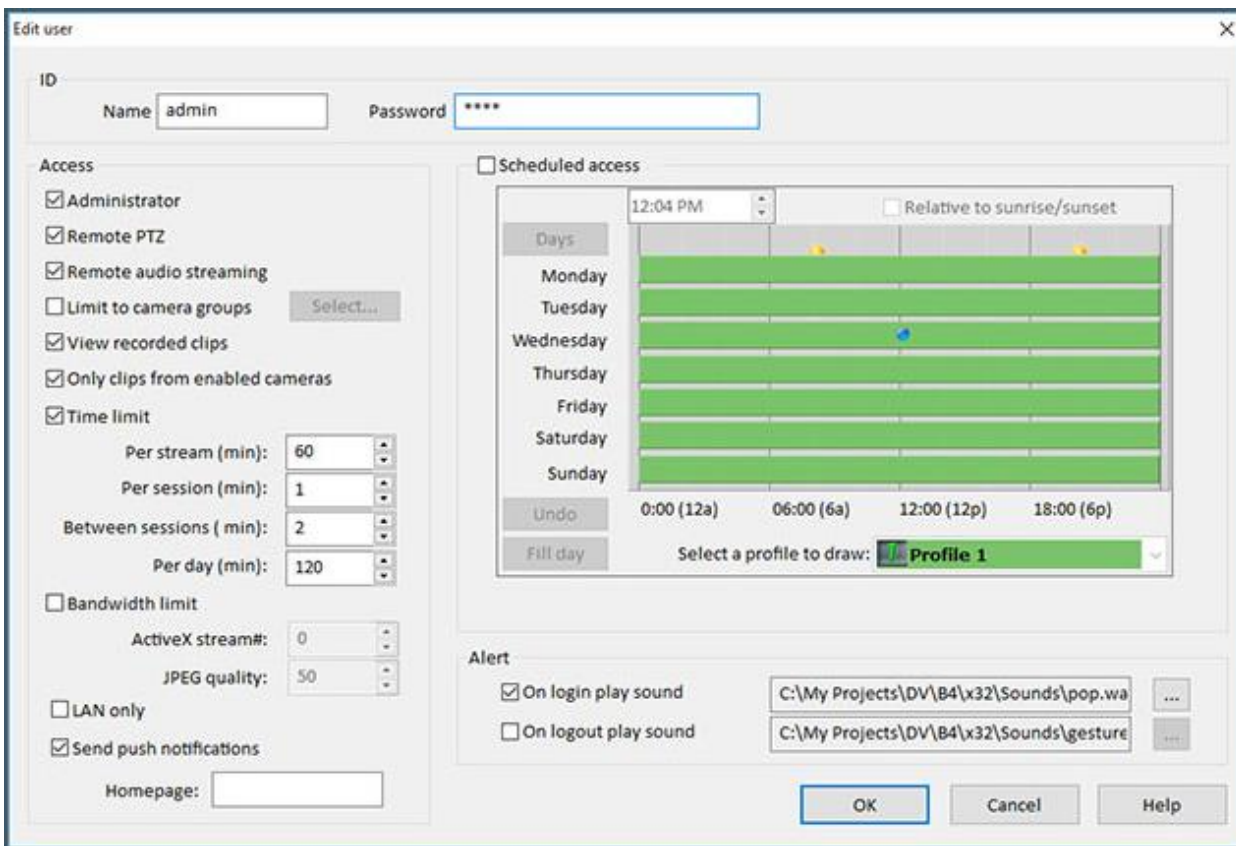 Edit user
ID
Name admin Password ****
Access
Administrator
Remote PTZ
Remote audio streaming
Limit to camera groups Select...
View recorded clips
Only clips from enabled cameras
Time limit
Per stream (min): 60
Per session (min): 1
Between sessions ( min): 2
Per day (min): 120
Bandwidth limit
ActiveX stream#: 0
JPEG quality: 50
LAN only
Send push notifications
Homepage:
Scheduled access
12:04 PM Relative to sunrise/sunset
Days
Monday
Tuesday
Wednesday
Thursday
Friday
Saturday
Sunday
Undo 0:00 (12a) 06:00 (6a) 12:00 (12p) 18:00 (6p)
Fill day Select a profile to draw: Profile 1
Alert
On login play sound C:\My Projects\DV\B4\x32\Sounds\pop.wa ...
On logout play sound C:\My Projects\DV\B4\x32\Sounds\gesture ...
OK Cancel Help